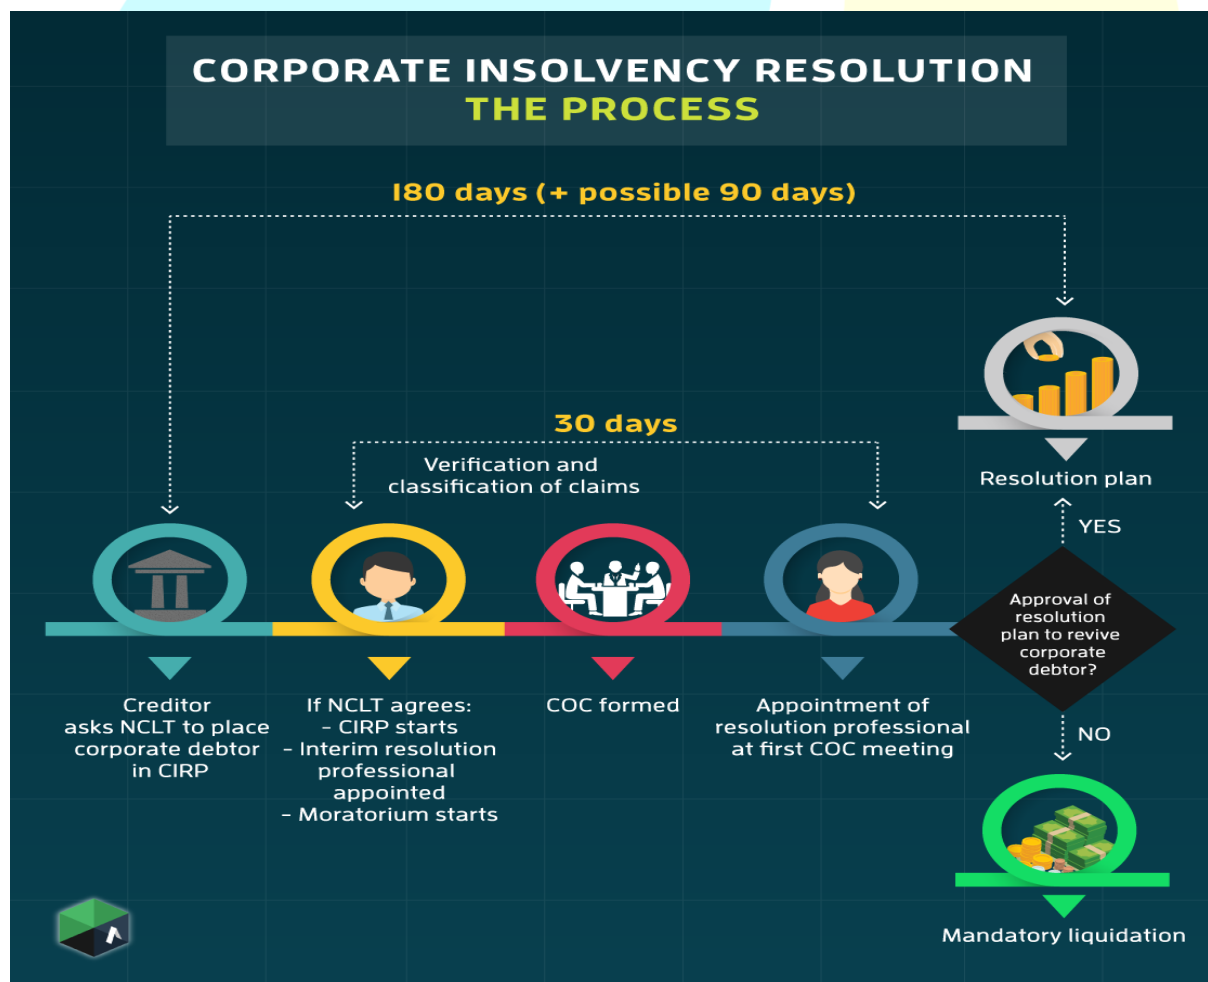 CORPORATE INSOLVENCY RESOLUTION
THE PROCESS
180 days (+ possible 90 days)
30 days
Verification and
classification of claims
Creditor
asks NCLT to place
corporate debtor
in CIRP
If NCLT agrees:
- CIRP starts
- Interim resolution
professional
appointed
- Moratorium starts
COC formed
Appointment of
resolution professional
at first COC meeting
Approval of
resolution
plan to revive
corporate
debtor?
YES
Resolution plan
NO
Mandatory liquidation